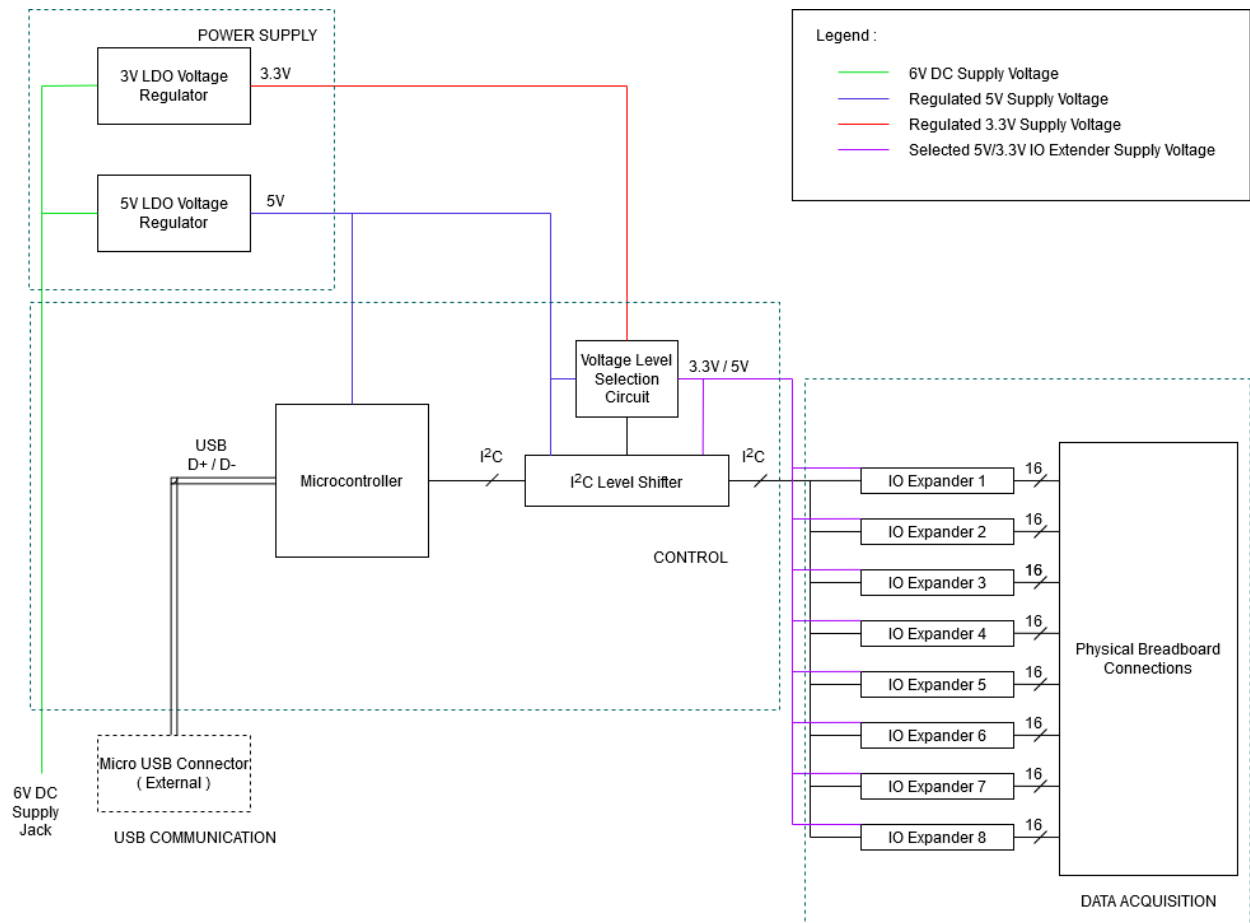 POWER SUPPLY
3V LDO Voltage
Regulator
3.3V
5V LDO Voltage
Regulator
5V
Legend :
6V DC Supply Voltage
Regulated 5V Supply Voltage
Regulated 3.3V Supply Voltage
Selected 5V/3.3V IO Extender Supply Voltage
Voltage Level
Selection
Circuit
3.3V / 5V
USB
D+ / D-
Microcontroller
I²C
I²C Level Shifter
I²C
CONTROL
IO Expander 1
16
IO Expander 2
16
IO Expander 3
16
IO Expander 4
16
IO Expander 5
16
IO Expander 6
16
IO Expander 7
16
IO Expander 8
16
Physical Breadboard
Connections
Micro USB Connector
( External )
6V DC
Supply
Jack
USB COMMUNICATION
DATA ACQUISITION